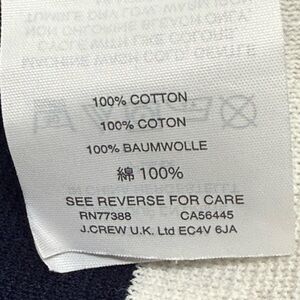 100% COTTON
100% COTON
100% BAUMWOLLE
綿 100%
SEE REVERSE FOR CARE
RN77388 CA56445
J.CREW U.K. Ltd EC4V 6JA